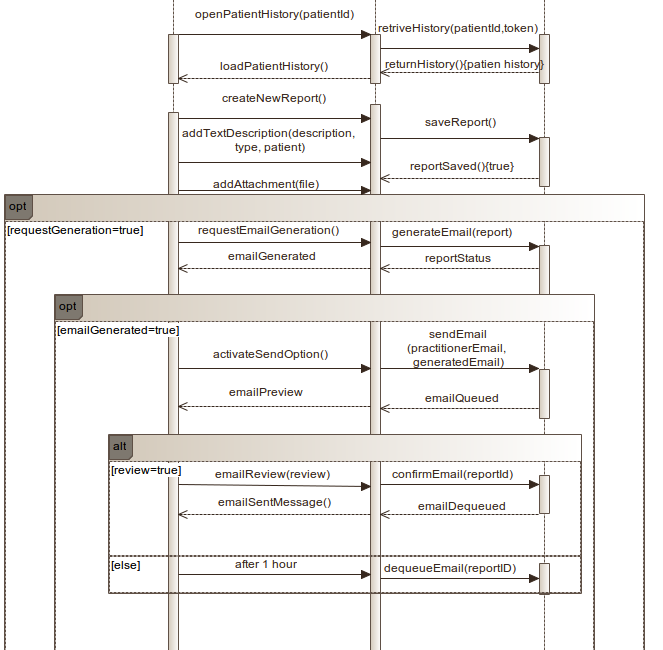 openPatientHistory(patientId)
retriveHistory(patientId,token)
loadPatientHistory()
returnHistory(){patien history}
createNewReport()
saveReport()
addTextDescription(description,
type, patient)
reportSaved(){true}
addAttachment(file)
opt
[requestGeneration=true]
requestEmailGeneration()
generateEmail(report)
emailGenerated
reportStatus
opt
[emailGenerated=true]
sendEmail
(practitionerEmail,
generatedEmail)
activateSendOption()
emailPreview
emailQueued
alt
[review=true]
emailReview(review)
confirmEmail(reportId)
emailSentMessage()
emailDequeued
[else]
after 1 hour
dequeueEmail(reportID)